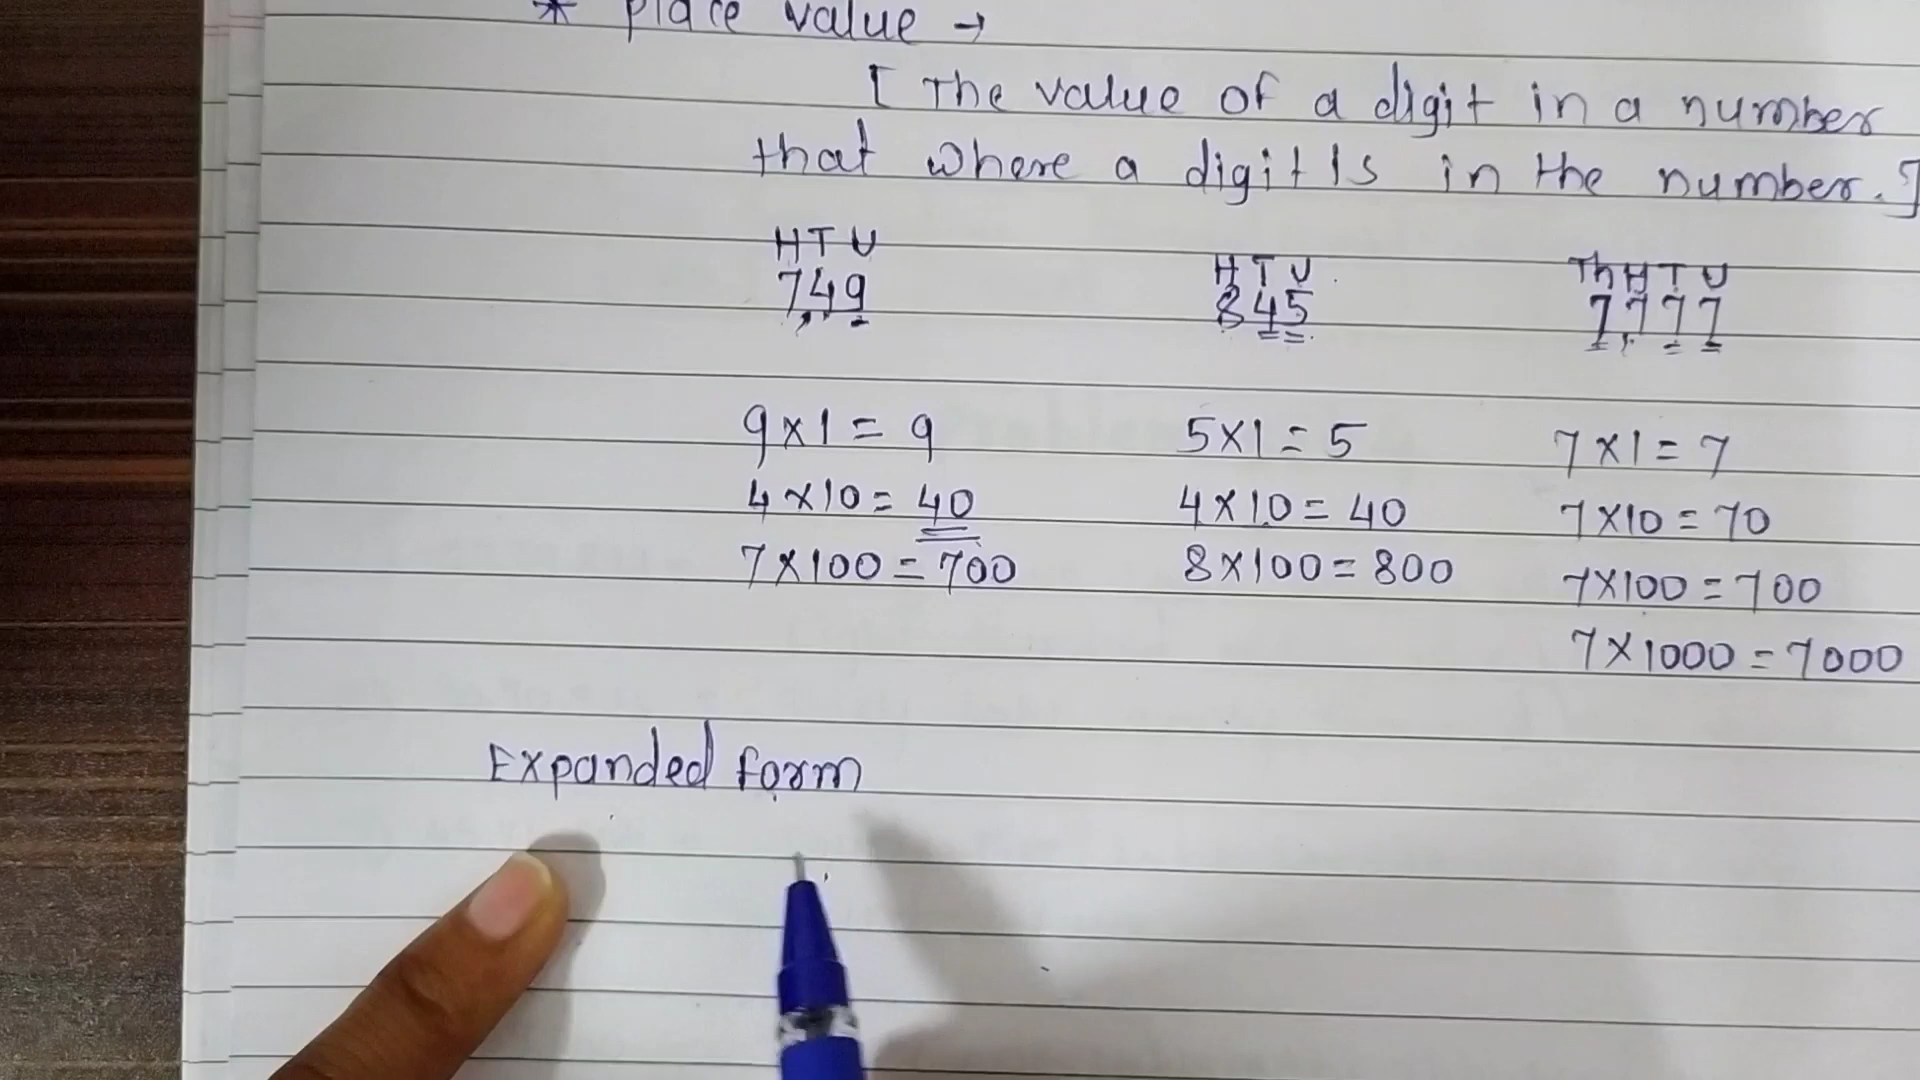 * Place value →
[ The value of a digit in a number
that where a digit Is in the number.]
H T U
749
H T U
845
Th H T U
7777
9x1 = 9
4x10 = 40
7x100 = 700
5x1 = 5
4x10 = 40
8x100 = 800
7x1 = 7
7x10 = 70
7x100 = 700
7x1000 = 7000
Expanded form